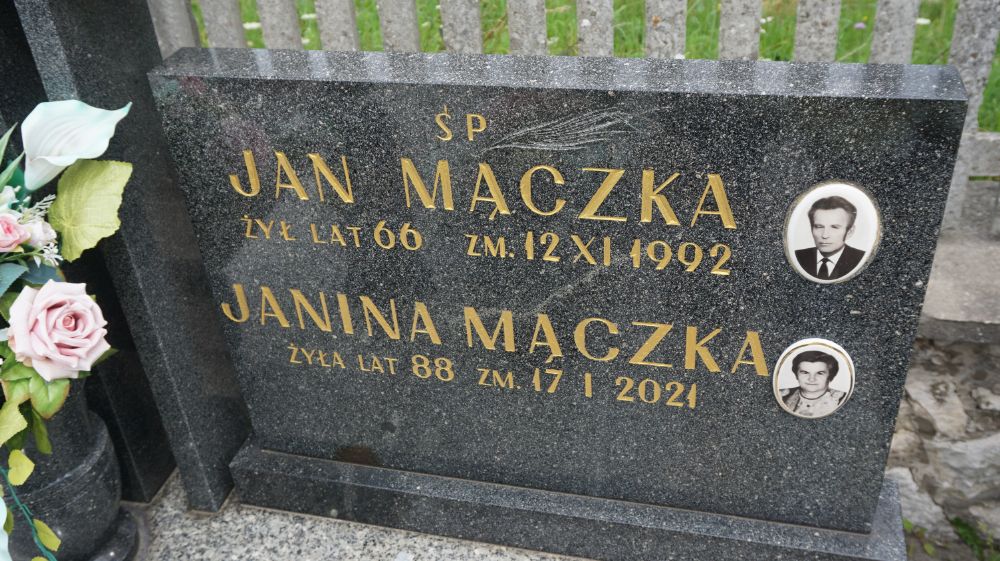 ŚP
JAN MĄCZKA
ŻYŁ LAT 66 ZM. 12 XI 1992
JANINA MĄCZKA
ŻYŁA LAT 88 ZM. 17 I 2021